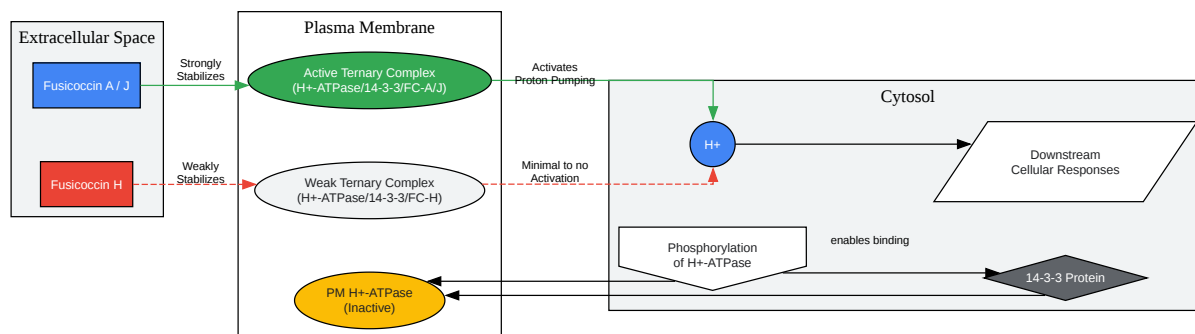 Extracellular Space
Fusicoccin A / J
Fusicoccin H
Strongly
Stabilizes
Weakly
Stabilizes
Plasma Membrane
Active Ternary Complex
(H+-ATPase/14-3-3/FC-A/J)
Weak Ternary Complex
(H+-ATPase/14-3-3/FC-H)
PM H+-ATPase
(Inactive)
Activates
Proton Pumping
Minimal to no
Activation
Cytosol
H+
Downstream
Cellular Responses
Phosphorylation
of H+-ATPase
enables binding
14-3-3 Protein